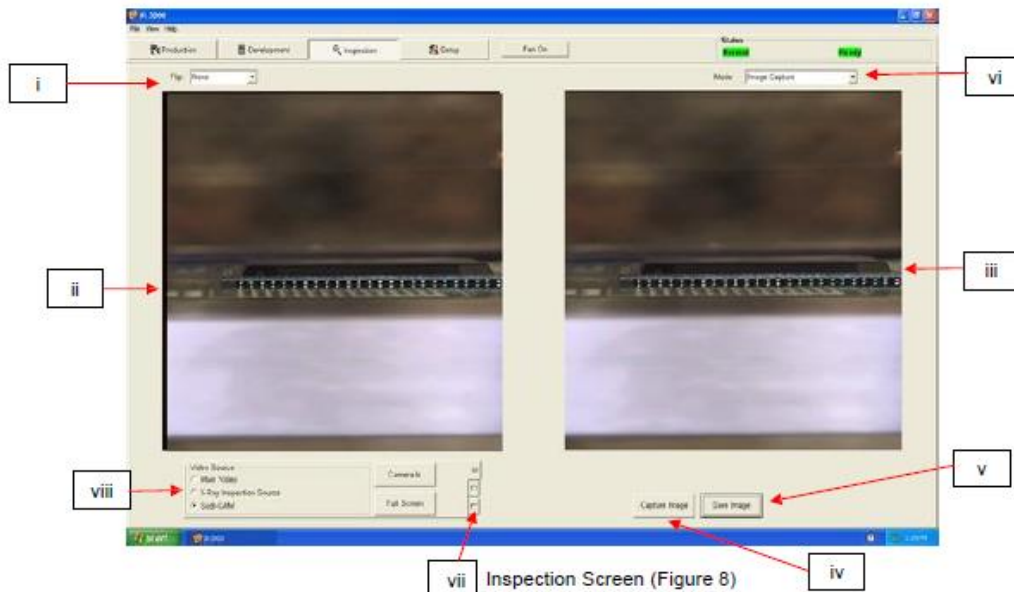 File View Help
Production Development Inspection Setup Fan On
Status
Normal Ready
i
Flip: None
Mode: Image Capture
vi
ii
iii
viii
Video Source
Main Video
X-Ray Inspection Source
Sodr-CAM
Camera In
Full Screen
Capture Image Save Image
v
start
vii Inspection Screen (Figure 8)
iv